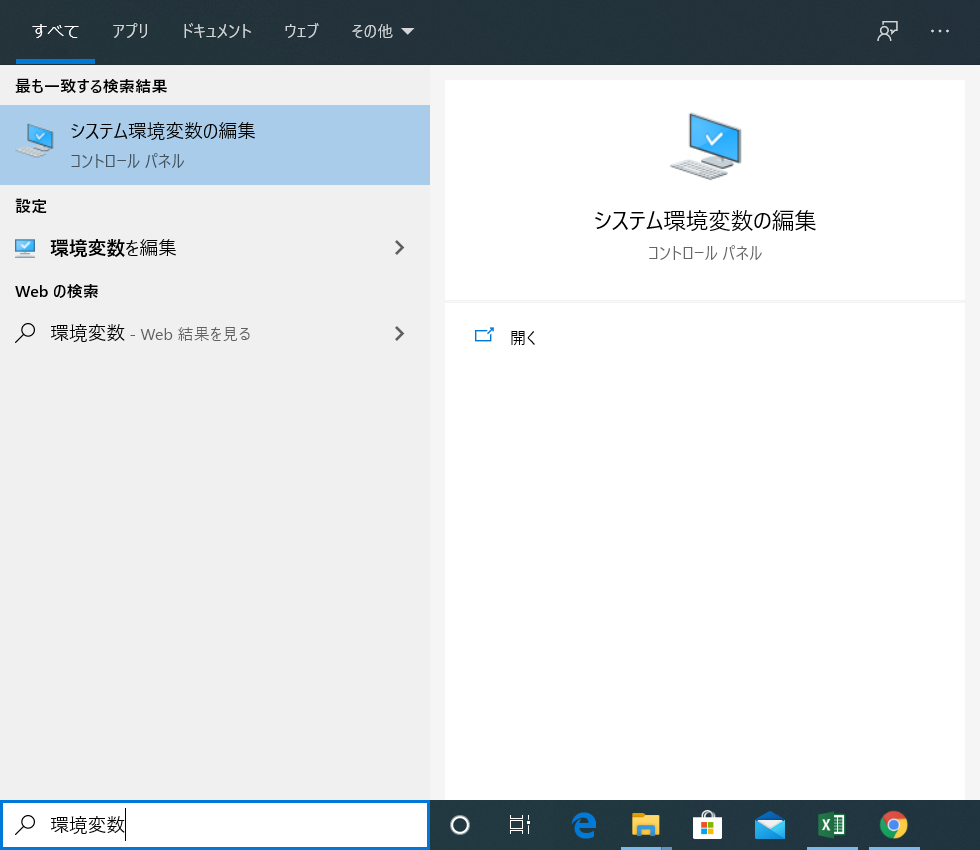 すべて アプリ ドキュメント ウェブ その他
最も一致する検索結果
システム環境変数の編集
コントロール パネル
設定
環境変数を編集
Web の検索
環境変数 - Web 結果を見る
システム環境変数の編集
コントロール パネル
開く
環境変数